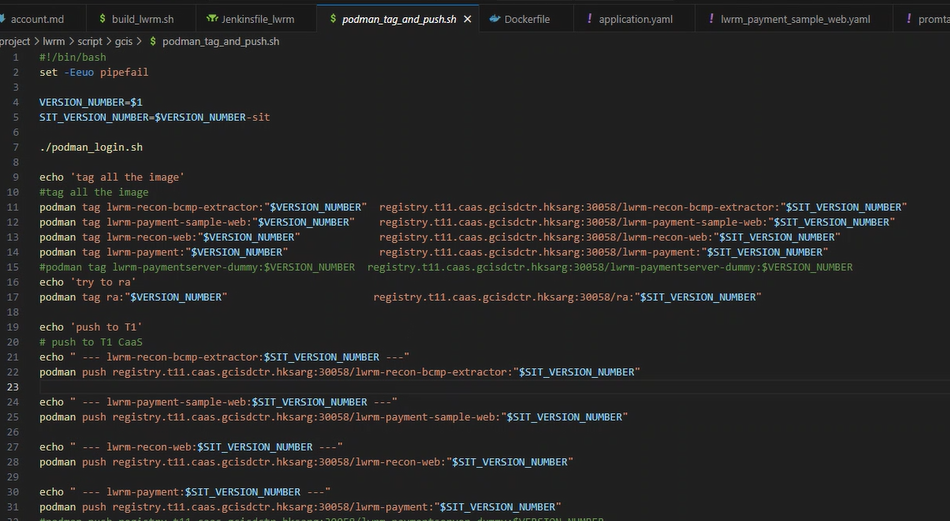 account.md
$ build_lwrm.sh
Jenkinsfile_lwrm
$ podman_tag_and_push.sh ×
Dockerfile
! application.yaml
! lwrm_payment_sample_web.yaml
!
project > lwrm > script > gcis > $ podman_tag_and_push.sh
1 #!/bin/bash
2 set -Eeuo pipefail
3
4 VERSION_NUMBER=$1
5 SIT_VERSION_NUMBER=$VERSION_NUMBER-sit
6
7 ./podman_login.sh
8
9 echo 'tag all the image'
10 #tag all the image
11 podman tag lwrm-recon-bcmp-extractor:"$VERSION_NUMBER" registry.t11.caas.gcisdctr.hksarg:30058/lwrm-recon-bcmp-extractor:"$SIT_VERSION_NUMBER"
12 podman tag lwrm-payment-sample-web:"$VERSION_NUMBER" registry.t11.caas.gcisdctr.hksarg:30058/lwrm-payment-sample-web:"$SIT_VERSION_NUMBER"
13 podman tag lwrm-recon-web:"$VERSION_NUMBER" registry.t11.caas.gcisdctr.hksarg:30058/lwrm-recon-web:"$SIT_VERSION_NUMBER"
14 podman tag lwrm-payment:"$VERSION_NUMBER" registry.t11.caas.gcisdctr.hksarg:30058/lwrm-payment:"$SIT_VERSION_NUMBER"
15 #podman tag lwrm-paymentserver-dummy:$VERSION_NUMBER registry.t11.caas.gcisdctr.hksarg:30058/lwrm-paymentserver-dummy:$VERSION_NUMBER
16 echo 'try to ra'
17 podman tag ra:"$VERSION_NUMBER" registry.t11.caas.gcisdctr.hksarg:30058/ra:"$SIT_VERSION_NUMBER"
18
19 echo 'push to T1'
20 # push to T1 CaaS
21 echo " --- lwrm-recon-bcmp-extractor:$SIT_VERSION_NUMBER ---"
22 podman push registry.t11.caas.gcisdctr.hksarg:30058/lwrm-recon-bcmp-extractor:"$SIT_VERSION_NUMBER"
23
24 echo " --- lwrm-payment-sample-web:$SIT_VERSION_NUMBER ---"
25 podman push registry.t11.caas.gcisdctr.hksarg:30058/lwrm-payment-sample-web:"$SIT_VERSION_NUMBER"
26
27 echo " --- lwrm-recon-web:$SIT_VERSION_NUMBER ---"
28 podman push registry.t11.caas.gcisdctr.hksarg:30058/lwrm-recon-web:"$SIT_VERSION_NUMBER"
29
30 echo " --- lwrm-payment:$SIT_VERSION_NUMBER ---"
31 podman push registry.t11.caas.gcisdctr.hksarg:30058/lwrm-payment:"$SIT_VERSION_NUMBER"